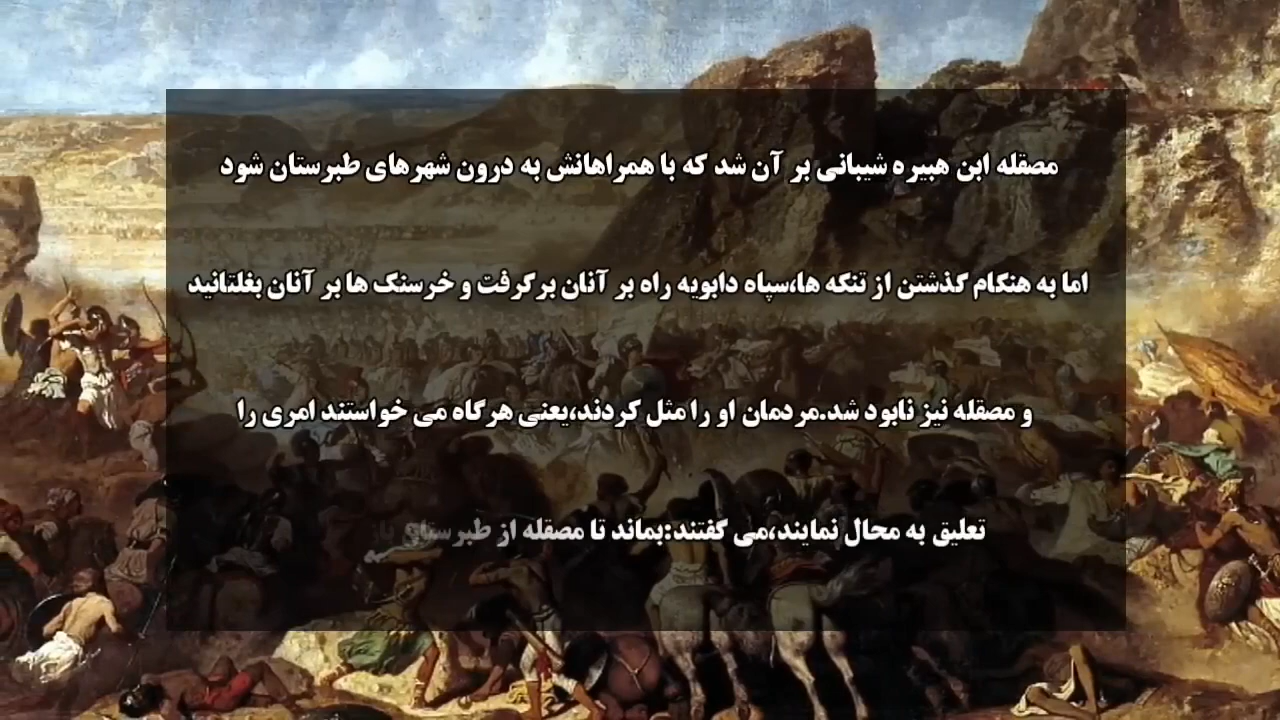 مصقله ابن هبیره شیبانی بر آن شد که با همراهانش به درون شهرهای طبرستان شود
اما به هنگام گذشتن از تنگه ها،سپاه دابویه راه بر آنان برگرفت و خرسنگ ها بر آنان بغلتانید
و مصقله نیز نابود شد.مردمان او را مثل کردند،یعنی هرگاه می خواستند امری را
تعلیق به محال نمایند،می گفتند:بماند تا مصقله از طبرستان